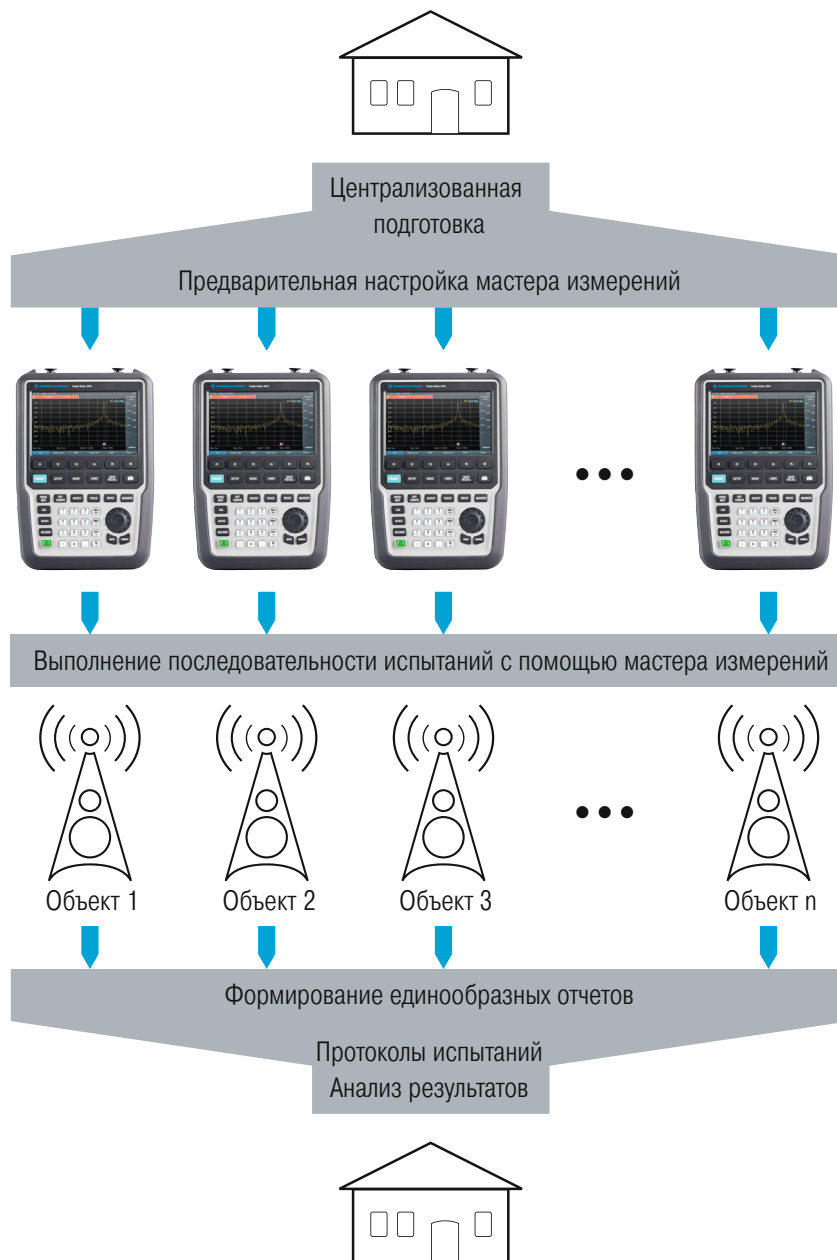 Централизованная
подготовка
Предварительная настройка мастера измерений
Выполнение последовательности испытаний с помощью мастера измерений
Объект 1
Объект 2
Объект 3
Объект n
Формирование единообразных отчетов
Протоколы испытаний
Анализ результатов